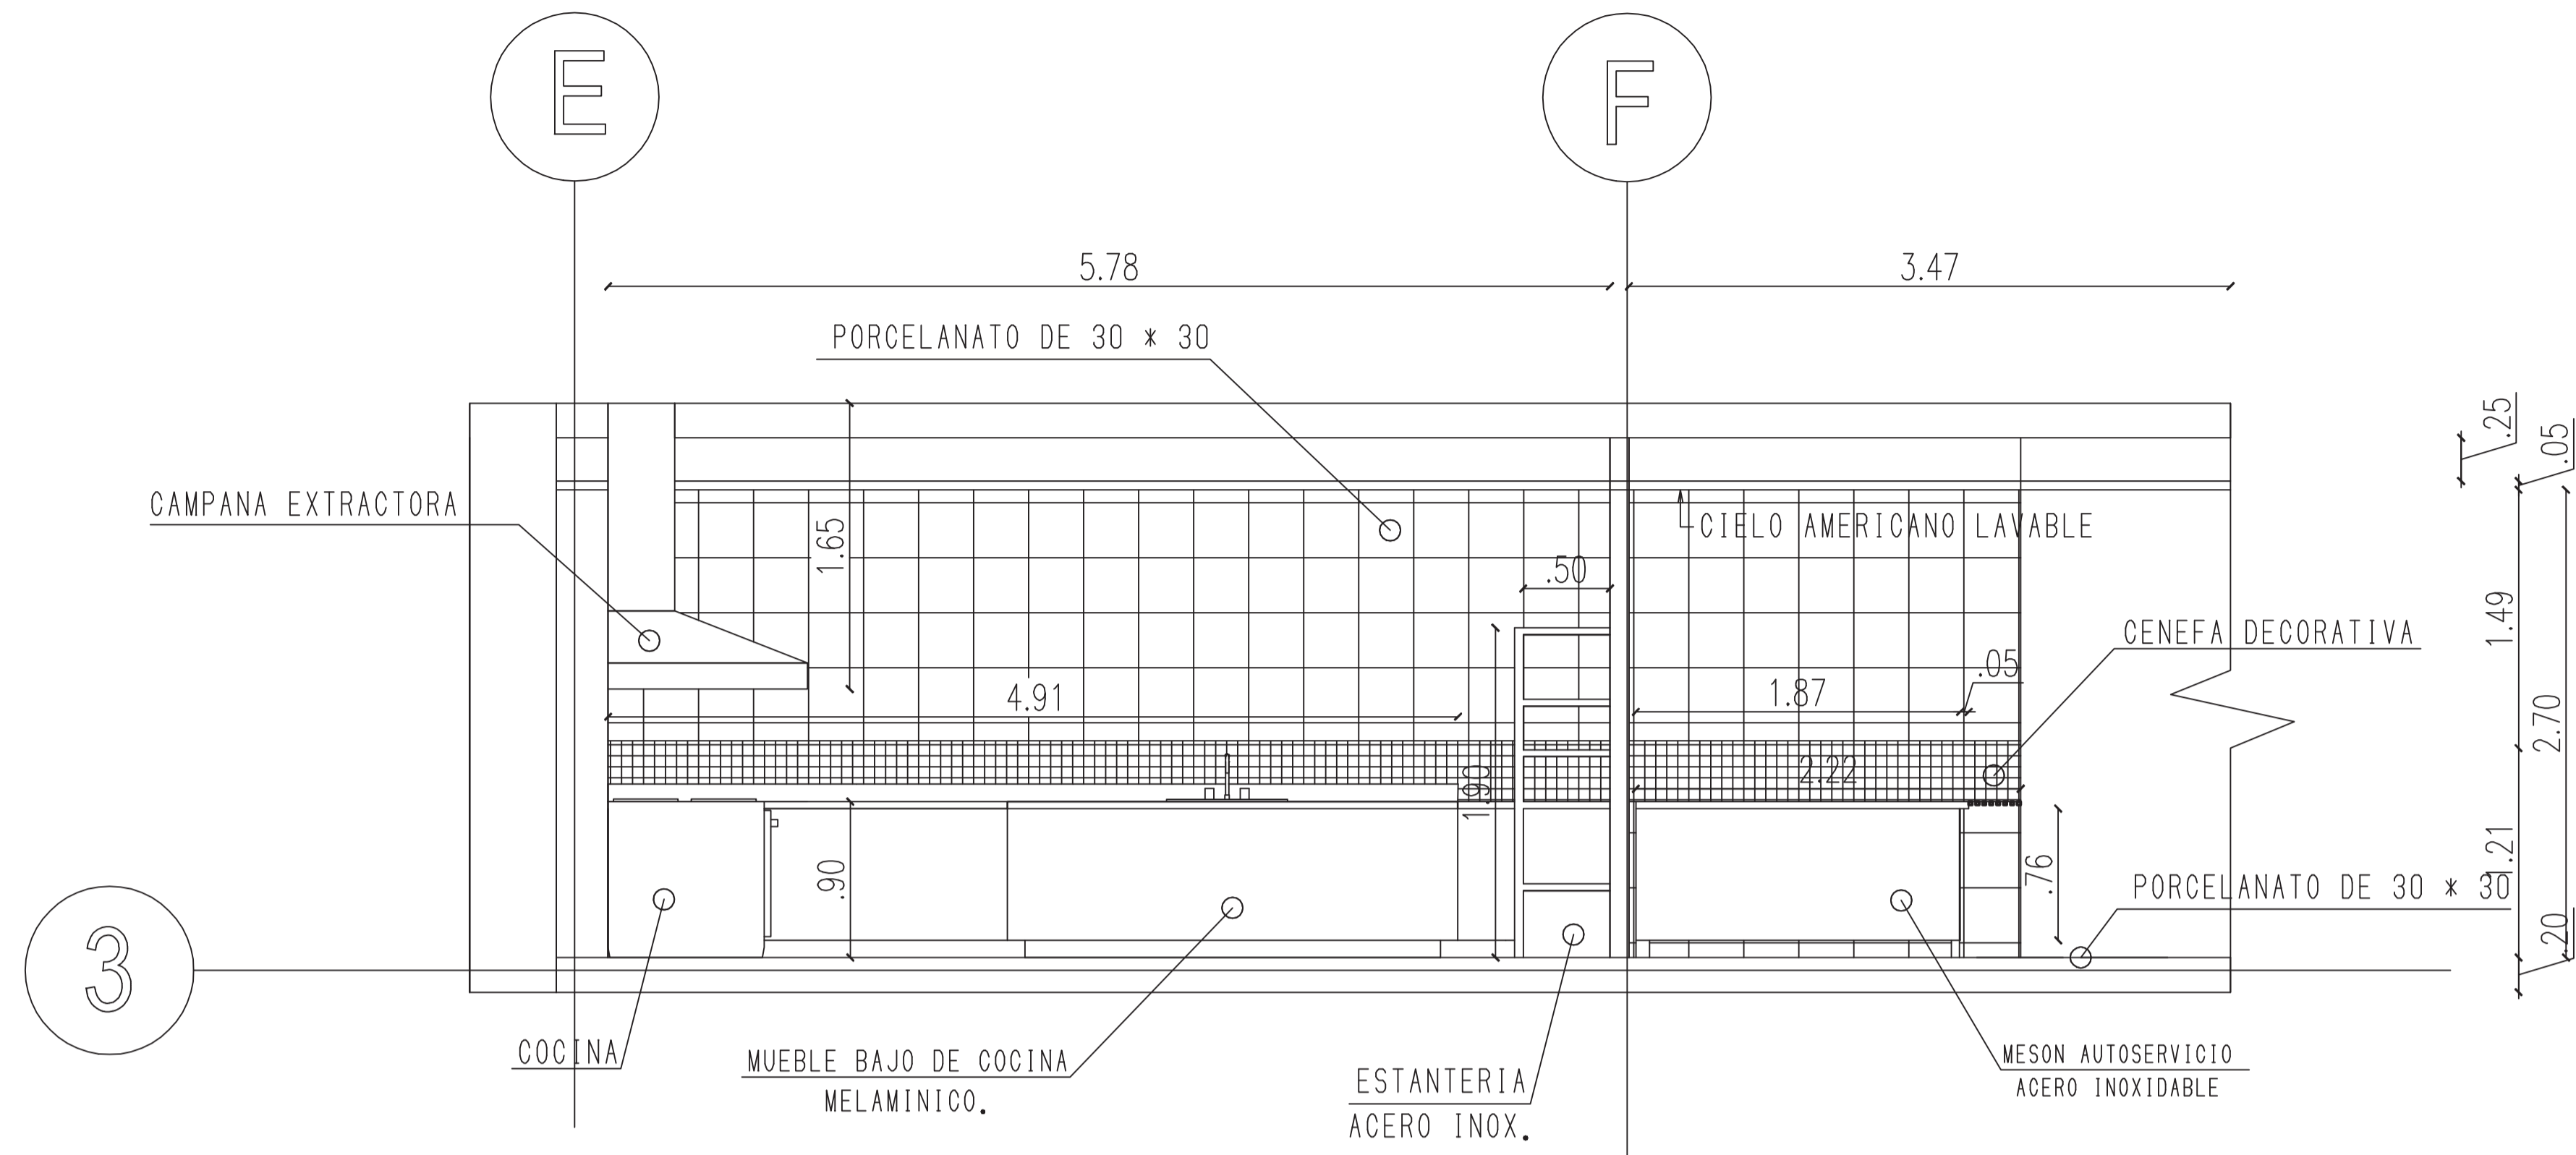 E
F
5.78
3.47
PORCELANATO DE 30 * 30
.25
.05
CAMPANA EXTRACTORA
1.65
CIELO AMERICANO LAVABLE
.50
1.49
CENEFA DECORATIVA
.05
4.91
1.87
2.70
2.22
1.90
.90
.76
1.21
PORCELANATO DE 30 * 30
.20
3
COCINA
MUEBLE BAJO DE COCINA
MELAMINICO.
ESTANTERIA
ACERO INOX.
MESON AUTOSERVICIO
ACERO INOXIDABLE